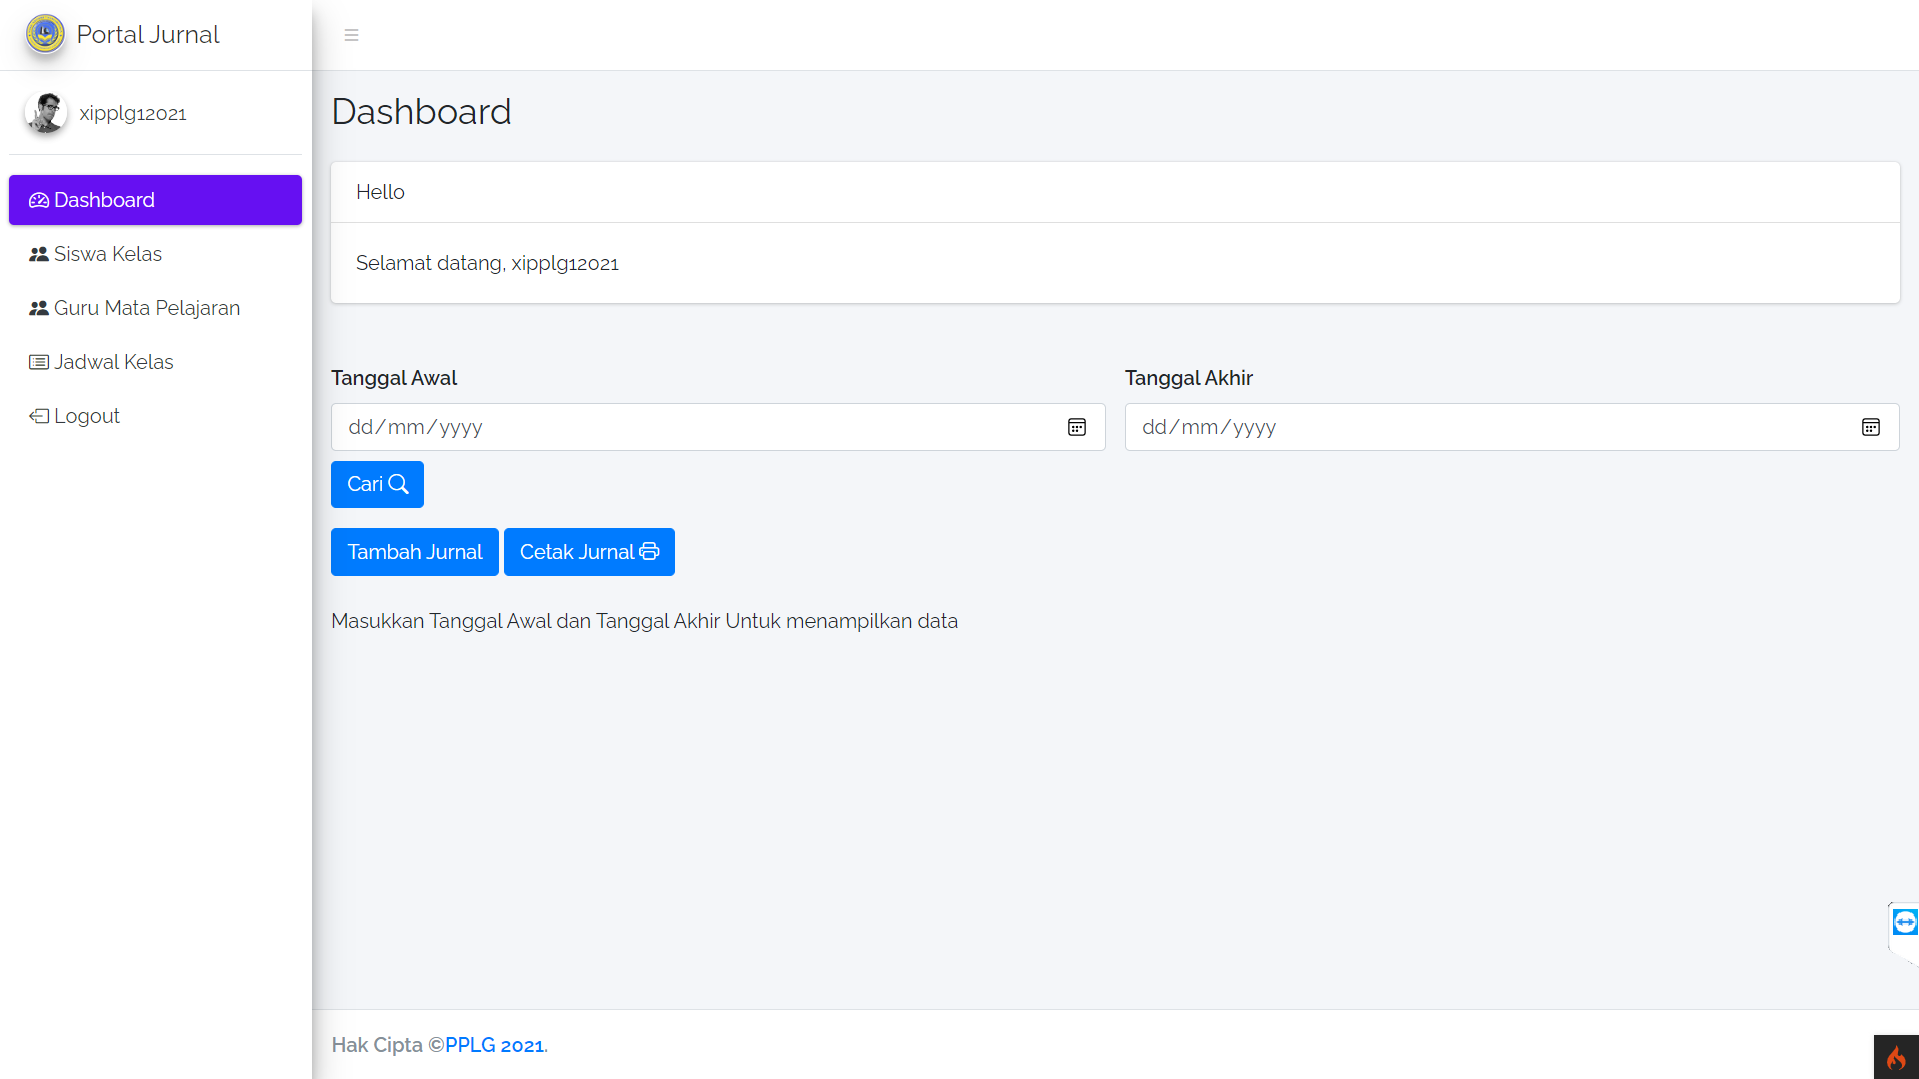 Portal Jurnal
xipplg12021
Dashboard
Siswa Kelas
Guru Mata Pelajaran
Jadwal Kelas
Logout
Dashboard
Hello
Selamat datang, xipplg12021
Tanggal Awal
Tanggal Akhir
dd/mm/yyyy
dd/mm/yyyy
Cari
Tambah Jurnal
Cetak Jurnal
Masukkan Tanggal Awal dan Tanggal Akhir Untuk menampilkan data
Hak Cipta ©PPLG 2021.